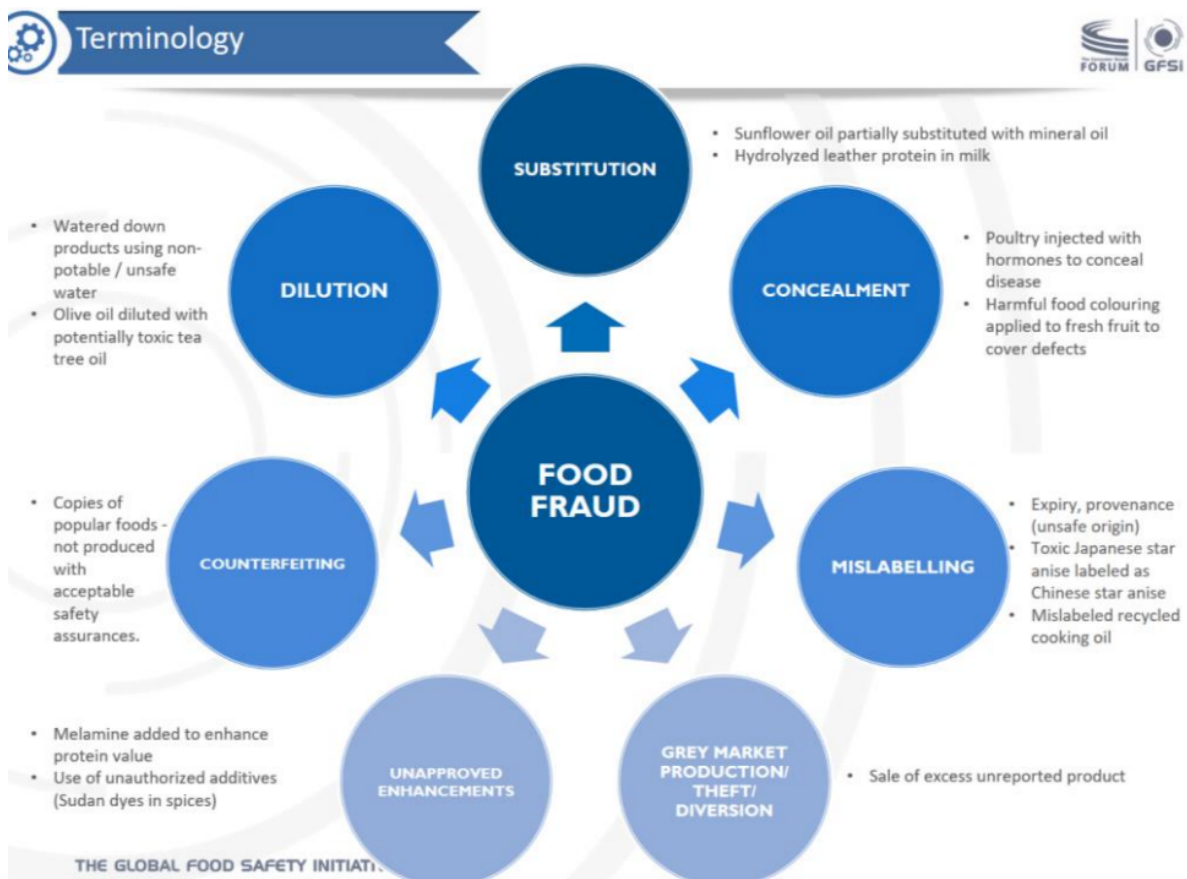 Terminology
FORUM
GFSI
SUBSTITUTION
• Sunflower oil partially substituted with mineral oil
• Hydrolyzed leather protein in milk
CONCEALMENT
• Poultry injected with
hormones to conceal
disease
• Harmful food colouring
applied to fresh fruit to
cover defects
MISLABELLING
• Expiry, provenance
(unsafe origin)
• Toxic Japanese star
anise labeled as
Chinese star anise
• Mislabeled recycled
cooking oil
GREY MARKET
PRODUCTION/
THEFT/
DIVERSION
• Sale of excess unreported product
UNAPPROVED
ENHANCEMENTS
• Melamine added to enhance
protein value
• Use of unauthorized additives
(Sudan dyes in spices)
COUNTERFEITING
• Copies of
popular foods -
not produced
with
acceptable
safety
assurances.
DILUTION
• Watered down
products using non-
potable / unsafe
water
• Olive oil diluted with
potentially toxic tea
tree oil
FOOD
FRAUD
THE GLOBAL FOOD SAFETY